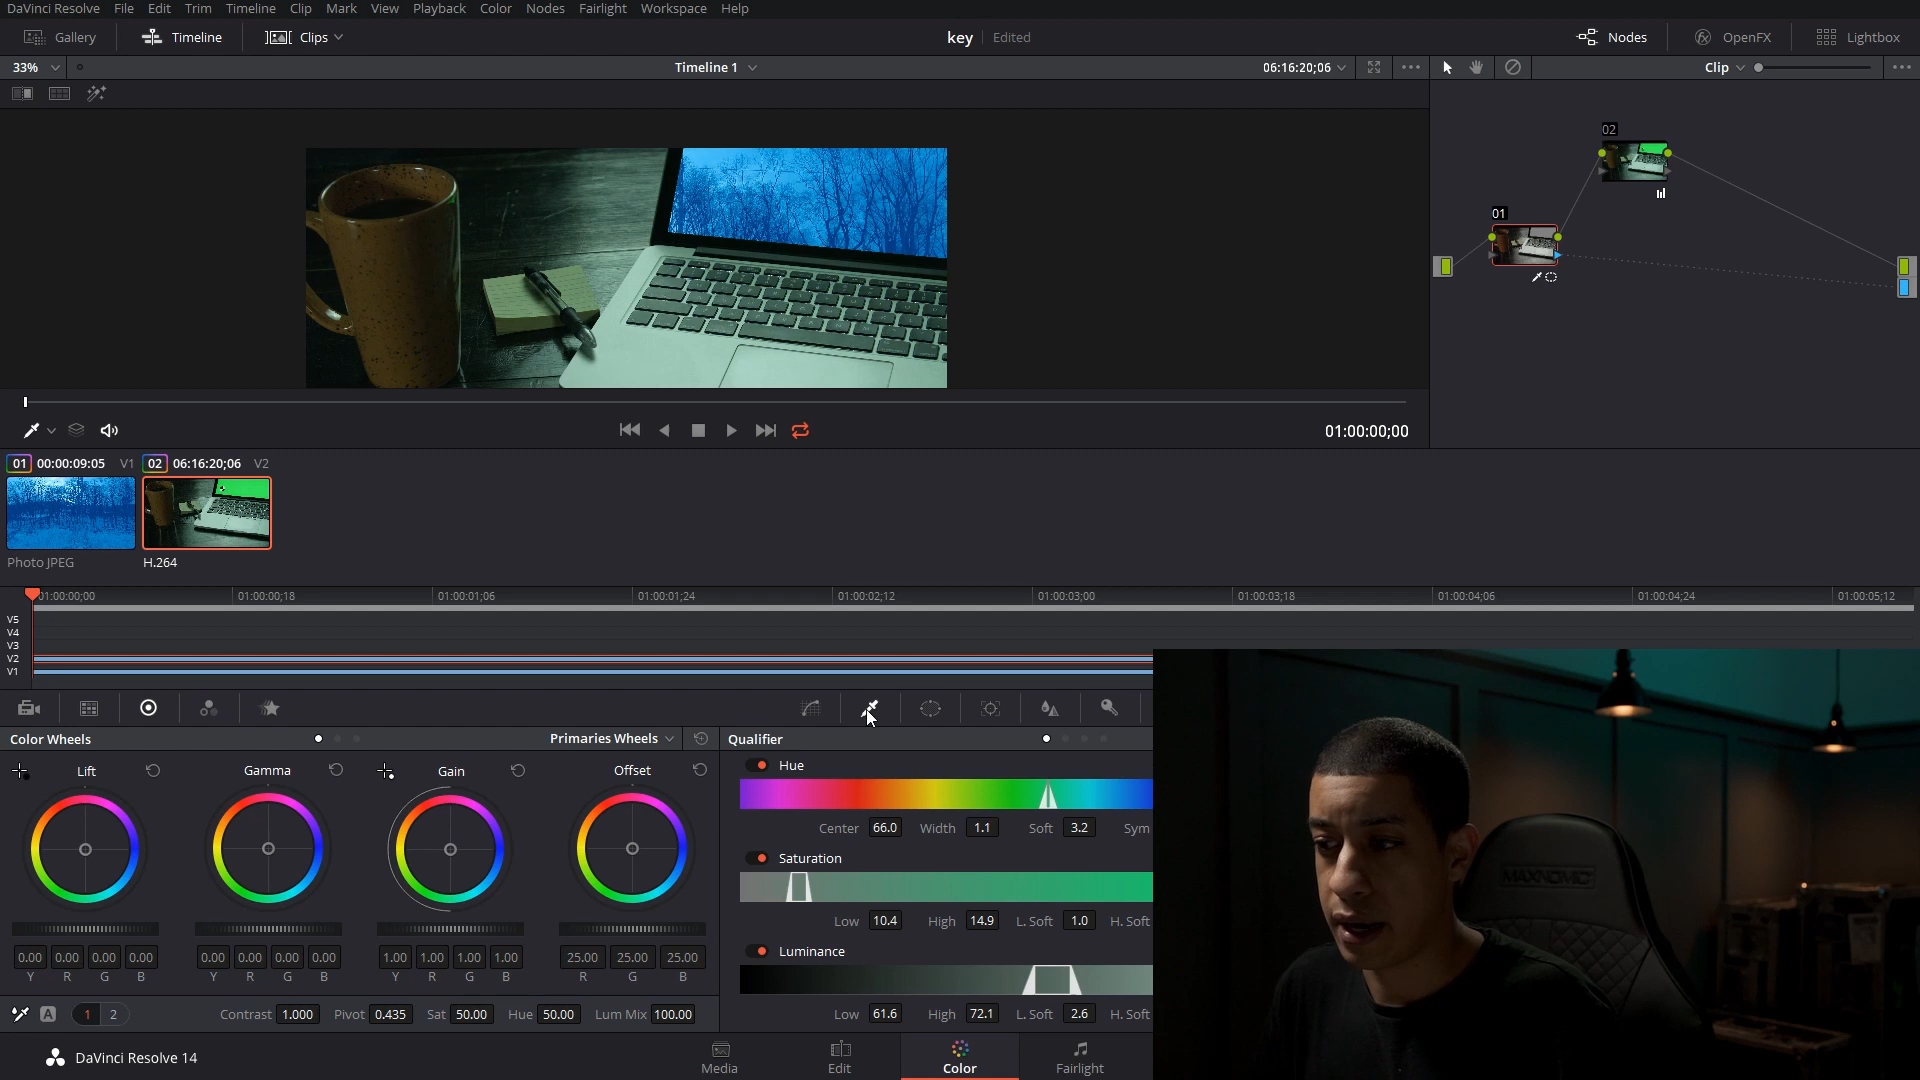 DaVinci Resolve File Edit Trim Timeline Clip Mark View Playback Color Nodes Fairlight Workspace Help
Gallery Timeline Clips key Edited Nodes OpenFX Lightbox
33% Timeline 1 06:16:20;06 Clip
02
01
01:00:00;00
01 00:00:09:05 V1 02 06:16:20;06 V2
Photo JPEG H.264
01:00:00;00 01:00:00;18 01:00:01;06 01:00:01;24 01:00:02;12 01:00:03;00 01:00:03;18 01:00:04;06 01:00:04;24 01:00:05;12
V5
V4
V3
V2
V1
Color Wheels Primaries Wheels Qualifier
Lift Gamma Gain Offset
Hue
Center 66.0 Width 1.1 Soft 3.2 Sym
Saturation
Low 10.4 High 14.9 L. Soft 1.0 H. Soft
Luminance
0.00 0.00 0.00 0.00 0.00 0.00 0.00 0.00 1.00 1.00 1.00 1.00 25.00 25.00 25.00
Y R G B Y R G B Y R G B R G B
Low 61.6 High 72.1 L. Soft 2.6 H. Soft
A 1 2 Contrast 1.000 Pivot 0.435 Sat 50.00 Hue 50.00 Lum Mix 100.00
DaVinci Resolve 14
Media Edit Color Fairlight
MAXNOMIC